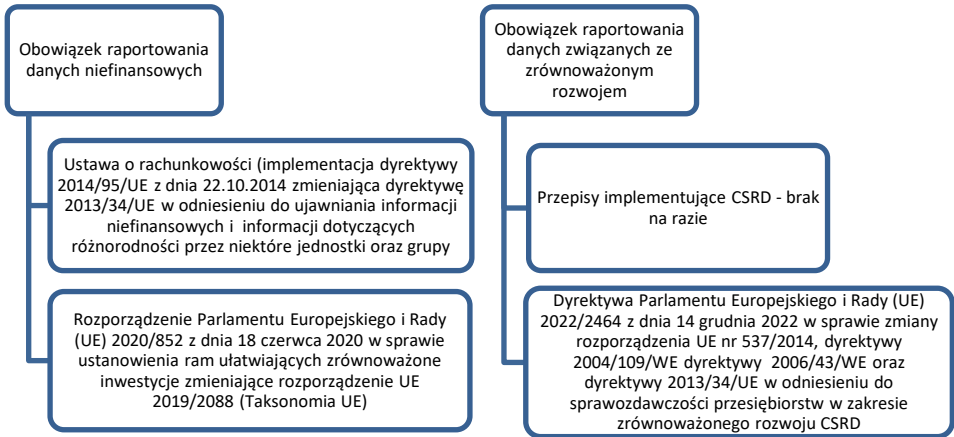 Obowiązek raportowania
danych niefinansowych
Ustawa o rachunkowości (implementacja dyrektywy
2014/95/UE z dnia 22.10.2014 zmieniająca dyrektywę
2013/34/UE w odniesieniu do ujawniania informacji
niefinansowych i informacji dotyczących
różnorodności przez niektóre jednostki oraz grupy
Rozporządzenie Parlamentu Europejskiego i Rady
(UE) 2020/852 z dnia 18 czerwca 2020 w sprawie
ustanowienia ram ułatwiających zrównoważone
inwestycje zmieniające rozporządzenie UE
2019/2088 (Taksonomia UE)
Obowiązek raportowania
danych związanych ze
zrównoważonym
rozwojem
Przepisy implementujące CSRD - brak
na razie
Dyrektywa Parlamentu Europejskiego i Rady (UE)
2022/2464 z dnia 14 grudnia 2022 w sprawie zmiany
rozporządzenia UE nr 537/2014, dyrektywy
2004/109/WE dyrektywy 2006/43/WE oraz
dyrektywy 2013/34/UE w odniesieniu do
sprawozdawczości przesiębiorstw w zakresie
zrównoważonego rozwoju CSRD